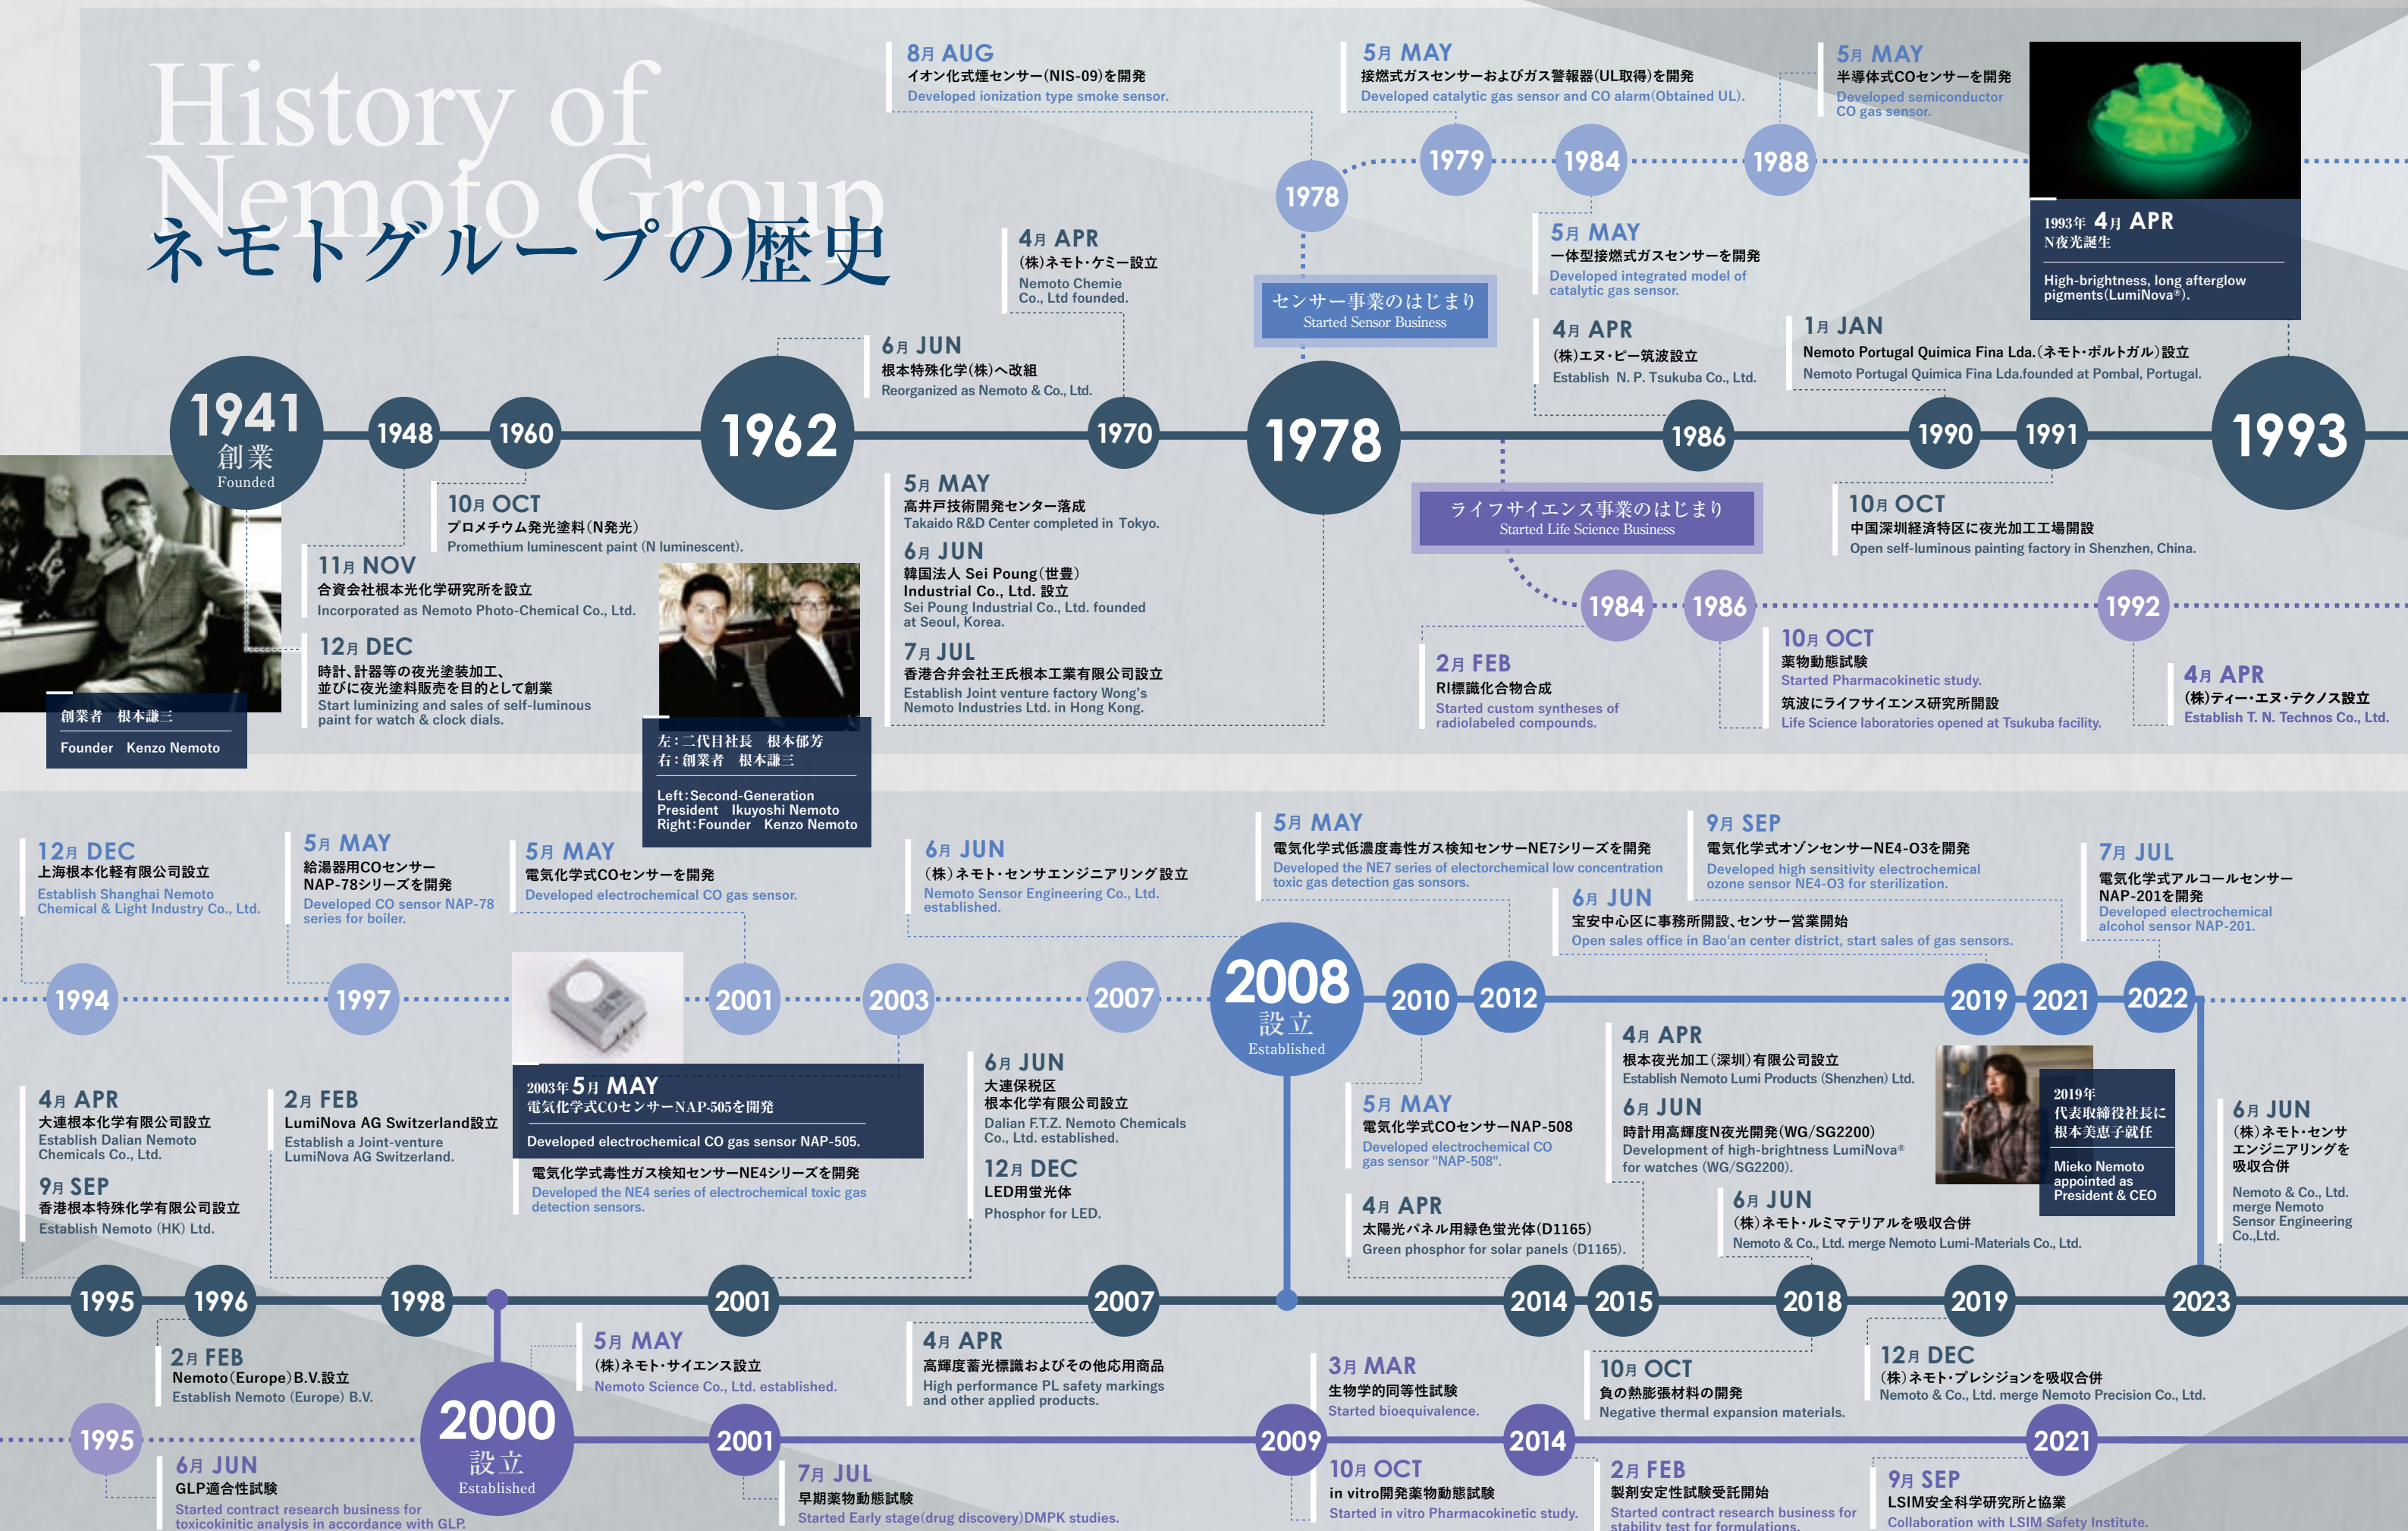 History of
Nemoto Group
ネモトグループの歴史
8月 AUG
イオン化式煙センサー(NIS-09)を開発
Developed ionization type smoke sensor.
5月 MAY
接燃式ガスセンサーおよびガス警報器(UL取得)を開発
Developed catalytic gas sensor and CO alarm(Obtained UL).
5月 MAY
半導体式COセンサーを開発
Developed semiconductor
CO gas sensor.
1978
1979
1984
1988
1993年 4月 APR
N夜光誕生
High-brightness, long afterglow
pigments(LumiNova®).
センサー事業のはじまり
Started Sensor Business
5月 MAY
一体型接燃式ガスセンサーを開発
Developed integrated model of
catalytic gas sensor.
4月 APR
(株)ネモト・ケミー設立
Nemoto Chemie
Co., Ltd founded.
6月 JUN
根本特殊化学(株)へ改組
Reorganized as Nemoto & Co., Ltd.
4月 APR
(株)エヌ・ピー筑波設立
Establish N. P. Tsukuba Co., Ltd.
1月 JAN
Nemoto Portugal Quimica Fina Lda.(ネモト・ポルトガル)設立
Nemoto Portugal Quimica Fina Lda.founded at Pombal, Portugal.
1941
創業
Founded
1948
1960
1962
1970
1978
1986
1990
1991
1993
10月 OCT
プロメチウム発光塗料(N発光)
Promethium luminescent paint (N luminescent).
11月 NOV
合資会社根本光化学研究所を設立
Incorporated as Nemoto Photo-Chemical Co., Ltd.
12月 DEC
時計、計器等の夜光塗装加工、
並びに夜光塗料販売を目的として創業
Start luminizing and sales of self-luminous
paint for watch & clock dials.
創業者 根本謙三
Founder Kenzo Nemoto
左：二代目社長 根本郁芳
右：創業者 根本謙三
Left:Second-Generation
President Ikuyoshi Nemoto
Right:Founder Kenzo Nemoto
5月 MAY
高井戸技術開発センター落成
Takaido R&D Center completed in Tokyo.
6月 JUN
韓国法人 Sei Poung(世豊)
Industrial Co., Ltd. 設立
Sei Poung Industrial Co., Ltd. founded
at Seoul, Korea.
7月 JUL
香港合弁会社王氏根本工業有限公司設立
Establish Joint venture factory Wong's
Nemoto Industries Ltd. in Hong Kong.
ライフサイエンス事業のはじまり
Started Life Science Business
10月 OCT
中国深圳経済特区に夜光加工工場開設
Open self-luminous painting factory in Shenzhen, China.
1984
1986
1992
2月 FEB
RI標識化合物合成
Started custom syntheses of
radiolabeled compounds.
10月 OCT
薬物動態試験
Started Pharmacokinetic study.
筑波にライフサイエンス研究所開設
Life Science laboratories opened at Tsukuba facility.
4月 APR
(株)ティー・エヌ・テクノス設立
Establish T. N. Technos Co., Ltd.
12月 DEC
上海根本化軽有限公司設立
Establish Shanghai Nemoto
Chemical & Light Industry Co., Ltd.
5月 MAY
給湯器用COセンサー
NAP-78シリーズを開発
Developed CO sensor NAP-78
series for boiler.
5月 MAY
電気化学式COセンサーを開発
Developed electrochemical CO gas sensor.
6月 JUN
(株)ネモト・センサエンジニアリング設立
Nemoto Sensor Engineering Co., Ltd.
established.
5月 MAY
電気化学式低濃度毒性ガス検知センサーNE7シリーズを開発
Developed the NE7 series of electorchemical low concentration
toxic gas detection gas sonsors.
9月 SEP
電気化学式オゾンセンサーNE4-O3を開発
Developed high sensitivity electrochemical
ozone sensor NE4-O3 for sterilization.
6月 JUN
宝安中心区に事務所開設、センサー営業開始
Open sales office in Bao'an center district, start sales of gas sensors.
7月 JUL
電気化学式アルコールセンサー
NAP-201を開発
Developed electrochemical
alcohol sensor NAP-201.
1994
1997
2001
2003
2007
2008
設立
Established
2010
2012
2019
2021
2022
2003年 5月 MAY
電気化学式COセンサーNAP-505を開発
Developed electrochemical CO gas sensor NAP-505.
電気化学式毒性ガス検知センサーNE4シリーズを開発
Developed the NE4 series of electrochemical toxic gas
detection sensors.
4月 APR
大連根本化学有限公司設立
Establish Dalian Nemoto
Chemicals Co., Ltd.
9月 SEP
香港根本特殊化学有限公司設立
Establish Nemoto (HK) Ltd.
2月 FEB
LumiNova AG Switzerland設立
Establish a Joint-venture
LumiNova AG Switzerland.
6月 JUN
大連保税区
根本化学有限公司設立
Dalian F.T.Z. Nemoto Chemicals
Co., Ltd. established.
12月 DEC
LED用蛍光体
Phosphor for LED.
5月 MAY
電気化学式COセンサーNAP-508
Developed electrochemical CO
gas sensor "NAP-508".
4月 APR
太陽光パネル用緑色蛍光体(D1165)
Green phosphor for solar panels (D1165).
4月 APR
根本夜光加工(深圳)有限公司設立
Establish Nemoto Lumi Products (Shenzhen) Ltd.
6月 JUN
時計用高輝度N夜光開発(WG/SG2200)
Development of high-brightness LumiNova®
for watches (WG/SG2200).
6月 JUN
(株)ネモト・ルミマテリアルを吸収合併
Nemoto & Co., Ltd. merge Nemoto Lumi-Materials Co., Ltd.
2019年
代表取締役社長に
根本美恵子就任
Mieko Nemoto
appointed as
President & CEO
6月 JUN
(株)ネモト・センサ
エンジニアリングを
吸収合併
Nemoto & Co., Ltd.
merge Nemoto
Sensor Engineering
Co.,Ltd.
1995
1996
1998
2001
2007
2014
2015
2018
2019
2023
2月 FEB
Nemoto(Europe)B.V.設立
Establish Nemoto (Europe) B.V.
5月 MAY
(株)ネモト・サイエンス設立
Nemoto Science Co., Ltd. established.
4月 APR
高輝度蓄光標識およびその他応用商品
High performance PL safety markings
and other applied products.
3月 MAR
生物学的同等性試験
Started bioequivalence.
10月 OCT
負の熱膨張材料の開発
Negative thermal expansion materials.
12月 DEC
(株)ネモト・プレシジョンを吸収合併
Nemoto & Co., Ltd. merge Nemoto Precision Co., Ltd.
1995
2000
設立
Established
2001
2009
2014
2021
6月 JUN
GLP適合性試験
Started contract research business for
toxicokinitic analysis in accordance with GLP.
7月 JUL
早期薬物動態試験
Started Early stage(drug discovery)DMPK studies.
10月 OCT
in vitro開発薬物動態試験
Started in vitro Pharmacokinetic study.
2月 FEB
製剤安定性試験受託開始
Started contract research business for
stability test for formulations.
9月 SEP
LSIM安全科学研究所と協業
Collaboration with LSIM Safety Institute.